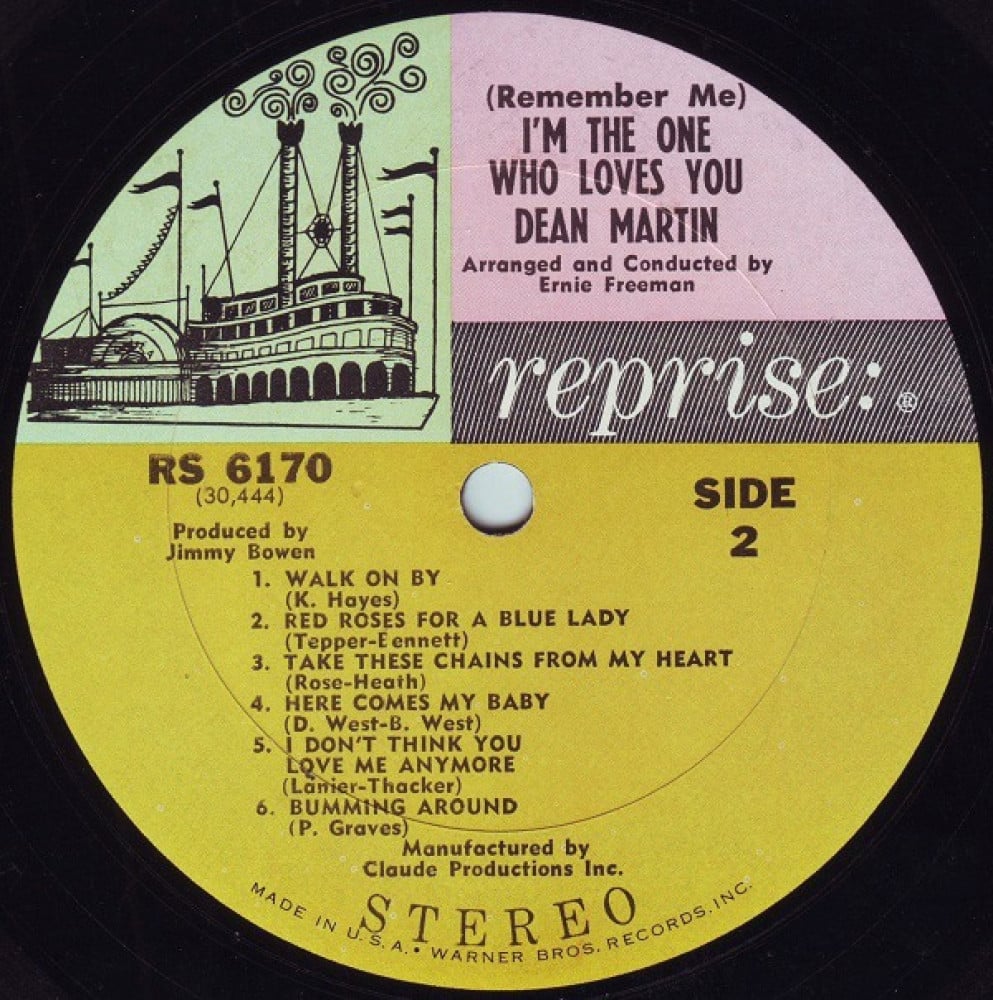 (Remember Me)
I'M THE ONE
WHO LOVES YOU
DEAN MARTIN
Arranged and Conducted by
Ernie Freeman
reprise:®
RS 6170
(30,444)
SIDE
2
Produced by
Jimmy Bowen
1. WALK ON BY
(K. Hayes)
2. RED ROSES FOR A BLUE LADY
(Tepper-Eennett)
3. TAKE THESE CHAINS FROM MY HEART
(Rose-Heath)
4. HERE COMES MY BABY
(D. West-B. West)
5. I DON'T THINK YOU
LOVE ME ANYMORE
(Lanier-Thacker)
6. BUMMING AROUND
(P. Graves)
Manufactured by
Claude Productions Inc.
STEREO
MADE IN U.S.A. • WARNER BROS. RECORDS, INC.